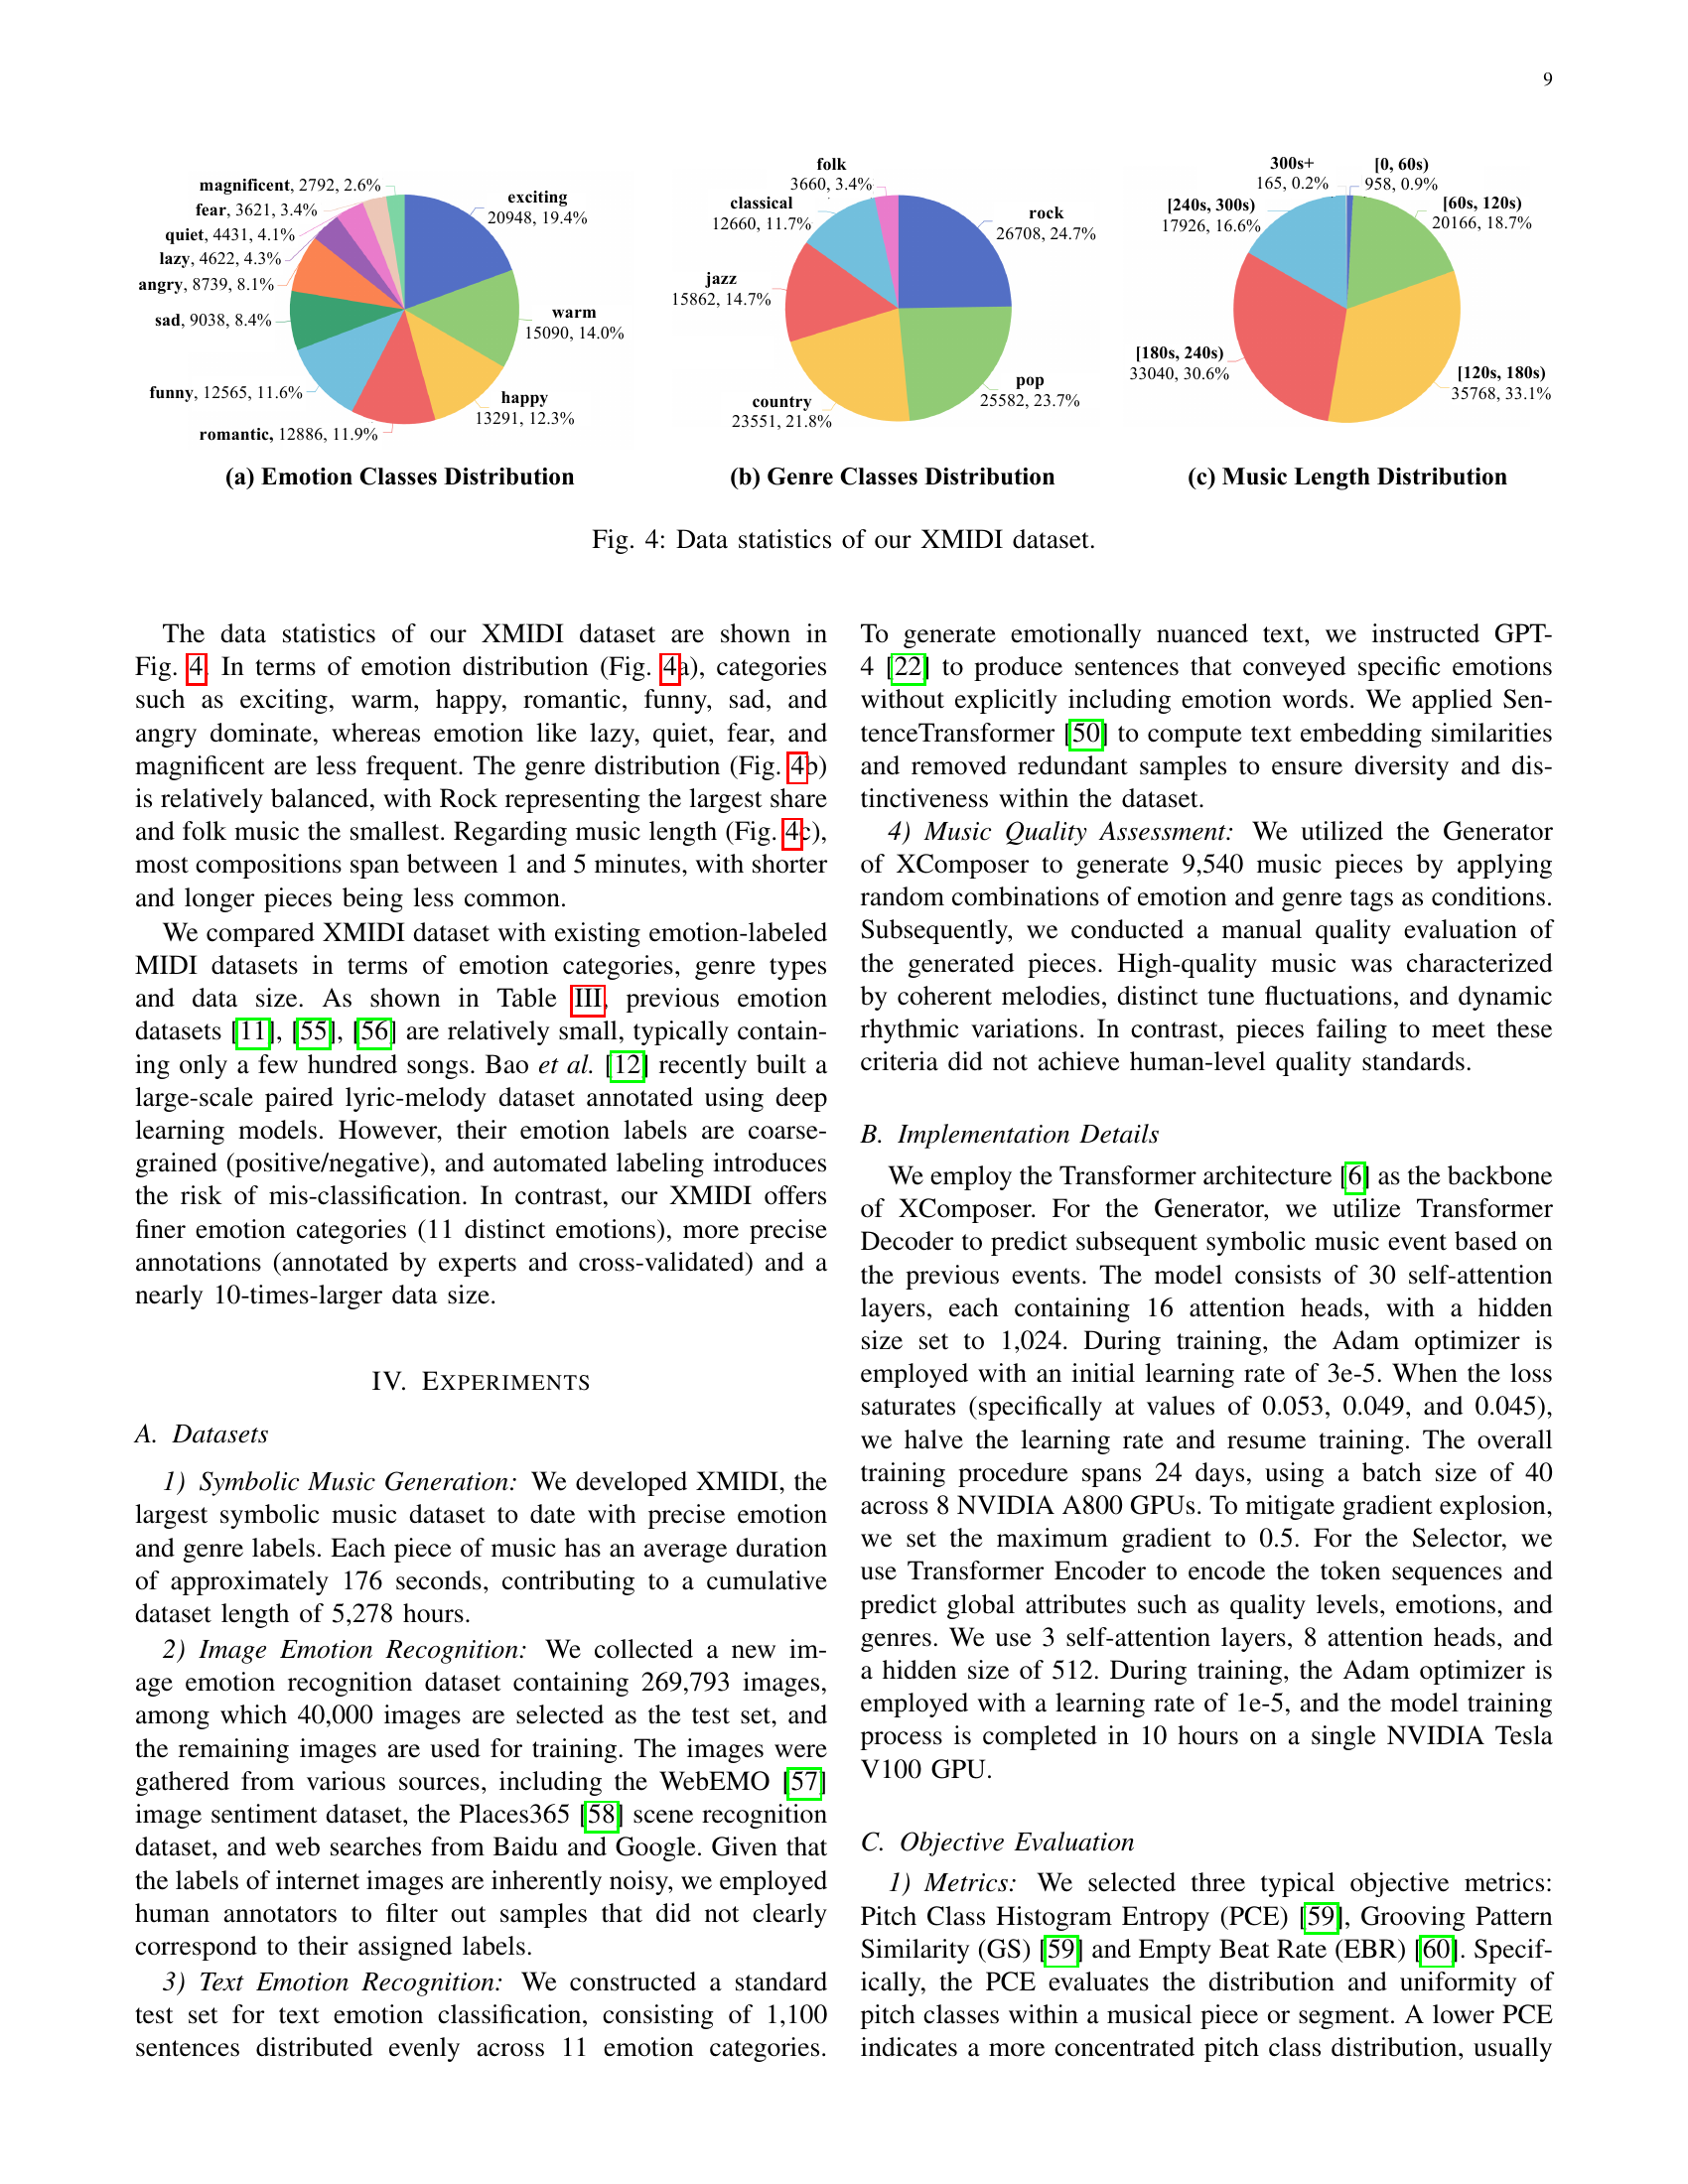 9
magnificent, 2792, 2.6%
fear, 3621, 3.4%
quiet, 4431, 4.1%
lazy, 4622, 4.3%
angry, 8739, 8.1%
sad, 9038, 8.4%
funny, 12565, 11.6%
romantic, 12886, 11.9%
exciting
20948, 19.4%
warm
15090, 14.0%
happy
13291, 12.3%
(a) Emotion Classes Distribution
folk
3660, 3.4%
classical
12660, 11.7%
jazz
15862, 14.7%
country
23551, 21.8%
rock
26708, 24.7%
pop
25582, 23.7%
(b) Genre Classes Distribution
300s+
165, 0.2%
[0, 60s)
958, 0.9%
[240s, 300s)
17926, 16.6%
[60s, 120s)
20166, 18.7%
[180s, 240s)
33040, 30.6%
[120s, 180s)
35768, 33.1%
(c) Music Length Distribution
Fig. 4: Data statistics of our XMIDI dataset.
The data statistics of our XMIDI dataset are shown in
Fig. 4. In terms of emotion distribution (Fig. 4a), categories
such as exciting, warm, happy, romantic, funny, sad, and
angry dominate, whereas emotion like lazy, quiet, fear, and
magnificent are less frequent. The genre distribution (Fig. 4b)
is relatively balanced, with Rock representing the largest share
and folk music the smallest. Regarding music length (Fig. 4c),
most compositions span between 1 and 5 minutes, with shorter
and longer pieces being less common.
We compared XMIDI dataset with existing emotion-labeled
MIDI datasets in terms of emotion categories, genre types
and data size. As shown in Table III, previous emotion
datasets [11], [55], [56] are relatively small, typically contain-
ing only a few hundred songs. Bao et al. [12] recently built a
large-scale paired lyric-melody dataset annotated using deep
learning models. However, their emotion labels are coarse-
grained (positive/negative), and automated labeling introduces
the risk of mis-classification. In contrast, our XMIDI offers
finer emotion categories (11 distinct emotions), more precise
annotations (annotated by experts and cross-validated) and a
nearly 10-times-larger data size.
IV. EXPERIMENTS
A. Datasets
1) Symbolic Music Generation: We developed XMIDI, the
largest symbolic music dataset to date with precise emotion
and genre labels. Each piece of music has an average duration
of approximately 176 seconds, contributing to a cumulative
dataset length of 5,278 hours.
2) Image Emotion Recognition: We collected a new im-
age emotion recognition dataset containing 269,793 images,
among which 40,000 images are selected as the test set, and
the remaining images are used for training. The images were
gathered from various sources, including the WebEMO [57]
image sentiment dataset, the Places365 [58] scene recognition
dataset, and web searches from Baidu and Google. Given that
the labels of internet images are inherently noisy, we employed
human annotators to filter out samples that did not clearly
correspond to their assigned labels.
3) Text Emotion Recognition: We constructed a standard
test set for text emotion classification, consisting of 1,100
sentences distributed evenly across 11 emotion categories.
To generate emotionally nuanced text, we instructed GPT-
4 [22] to produce sentences that conveyed specific emotions
without explicitly including emotion words. We applied Sen-
tenceTransformer [50] to compute text embedding similarities
and removed redundant samples to ensure diversity and dis-
tinctiveness within the dataset.
4) Music Quality Assessment: We utilized the Generator
of XComposer to generate 9,540 music pieces by applying
random combinations of emotion and genre tags as conditions.
Subsequently, we conducted a manual quality evaluation of
the generated pieces. High-quality music was characterized
by coherent melodies, distinct tune fluctuations, and dynamic
rhythmic variations. In contrast, pieces failing to meet these
criteria did not achieve human-level quality standards.
B. Implementation Details
We employ the Transformer architecture [6] as the backbone
of XComposer. For the Generator, we utilize Transformer
Decoder to predict subsequent symbolic music event based on
the previous events. The model consists of 30 self-attention
layers, each containing 16 attention heads, with a hidden
size set to 1,024. During training, the Adam optimizer is
employed with an initial learning rate of 3e-5. When the loss
saturates (specifically at values of 0.053, 0.049, and 0.045),
we halve the learning rate and resume training. The overall
training procedure spans 24 days, using a batch size of 40
across 8 NVIDIA A800 GPUs. To mitigate gradient explosion,
we set the maximum gradient to 0.5. For the Selector, we
use Transformer Encoder to encode the token sequences and
predict global attributes such as quality levels, emotions, and
genres. We use 3 self-attention layers, 8 attention heads, and
a hidden size of 512. During training, the Adam optimizer is
employed with a learning rate of 1e-5, and the model training
process is completed in 10 hours on a single NVIDIA Tesla
V100 GPU.
C. Objective Evaluation
1) Metrics: We selected three typical objective metrics:
Pitch Class Histogram Entropy (PCE) [59], Grooving Pattern
Similarity (GS) [59] and Empty Beat Rate (EBR) [60]. Specif-
ically, the PCE evaluates the distribution and uniformity of
pitch classes within a musical piece or segment. A lower PCE
indicates a more concentrated pitch class distribution, usually